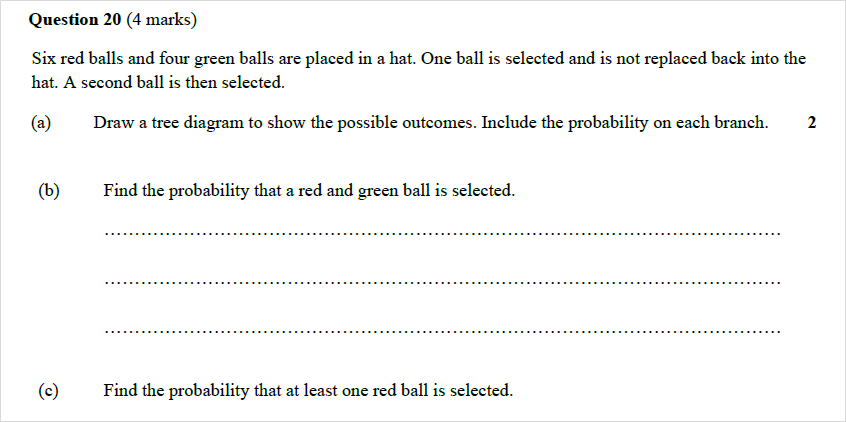 Question 20 (4 marks)
Six red balls and four green balls are placed in a hat. One ball is selected and is not replaced back into the
hat. A second ball is then selected.
(a) Draw a tree diagram to show the possible outcomes. Include the probability on each branch. 2
(b) Find the probability that a red and green ball is selected.
................................................................................................................
................................................................................................................
................................................................................................................
(c) Find the probability that at least one red ball is selected.